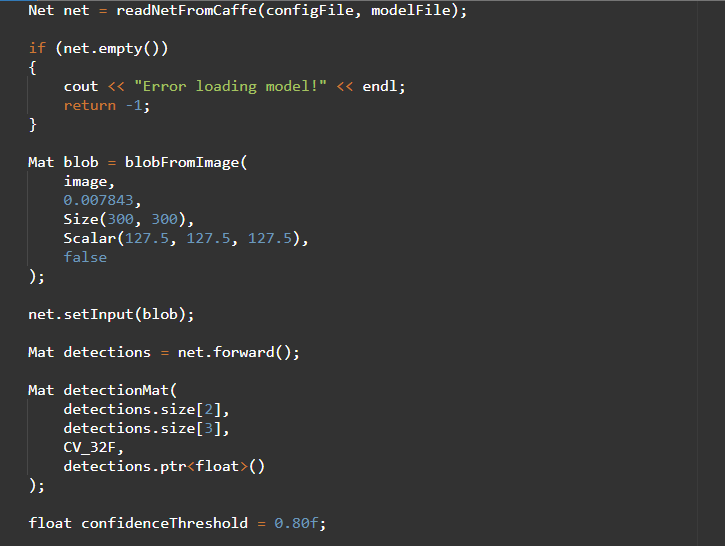 Net net = readNetFromCaffe(configFile, modelFile);
if (net.empty())
{
cout << "Error loading model!" << endl;
return -1;
}
Mat blob = blobFromImage(
image,
0.007843,
Size(300, 300),
Scalar(127.5, 127.5, 127.5),
false
);
net.setInput(blob);
Mat detections = net.forward();
Mat detectionMat(
detections.size[2],
detections.size[3],
CV_32F,
detections.ptr<float>()
);
float confidenceThreshold = 0.80f;